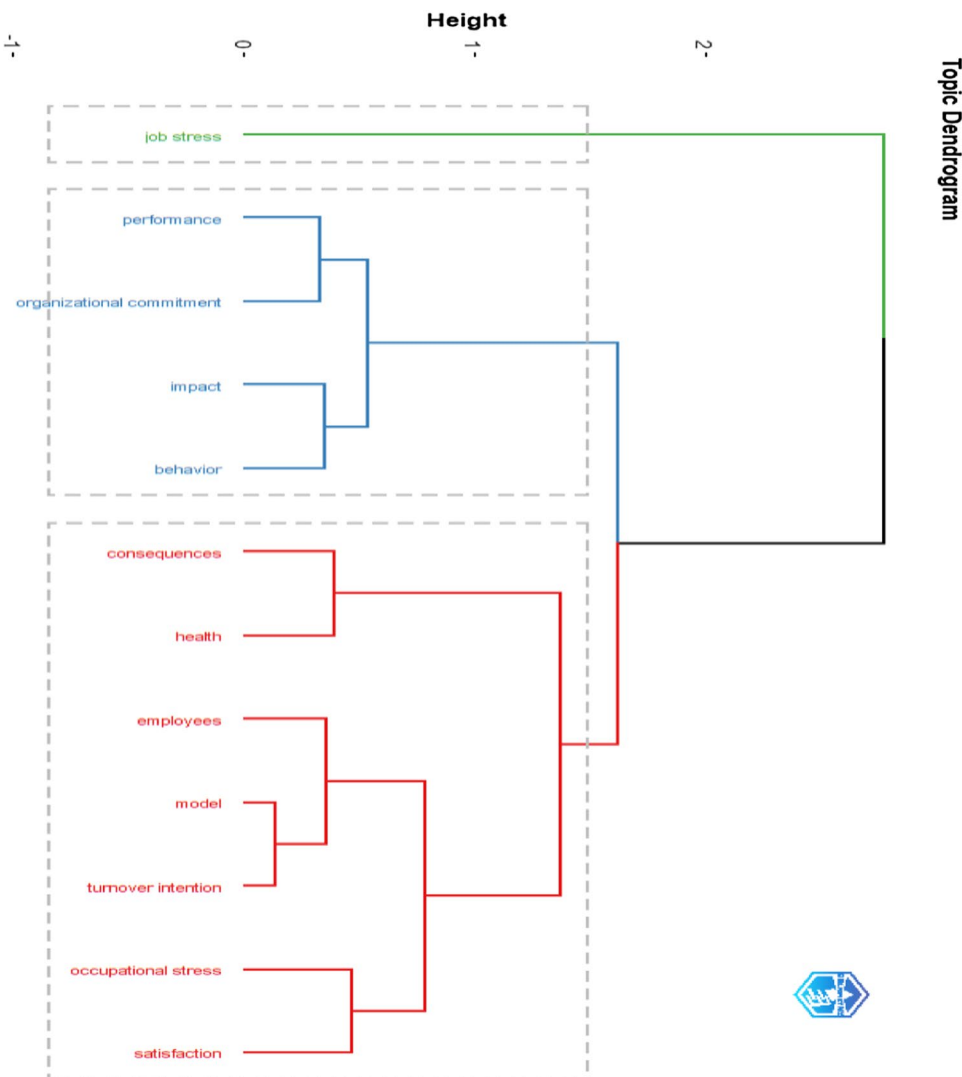 Height
-1-
0-
1-
2-
Topic Dendrogram
job stress
performance
organizational commitment
impact
behavior
consequences
health
employees
model
turnover intention
occupational stress
satisfaction